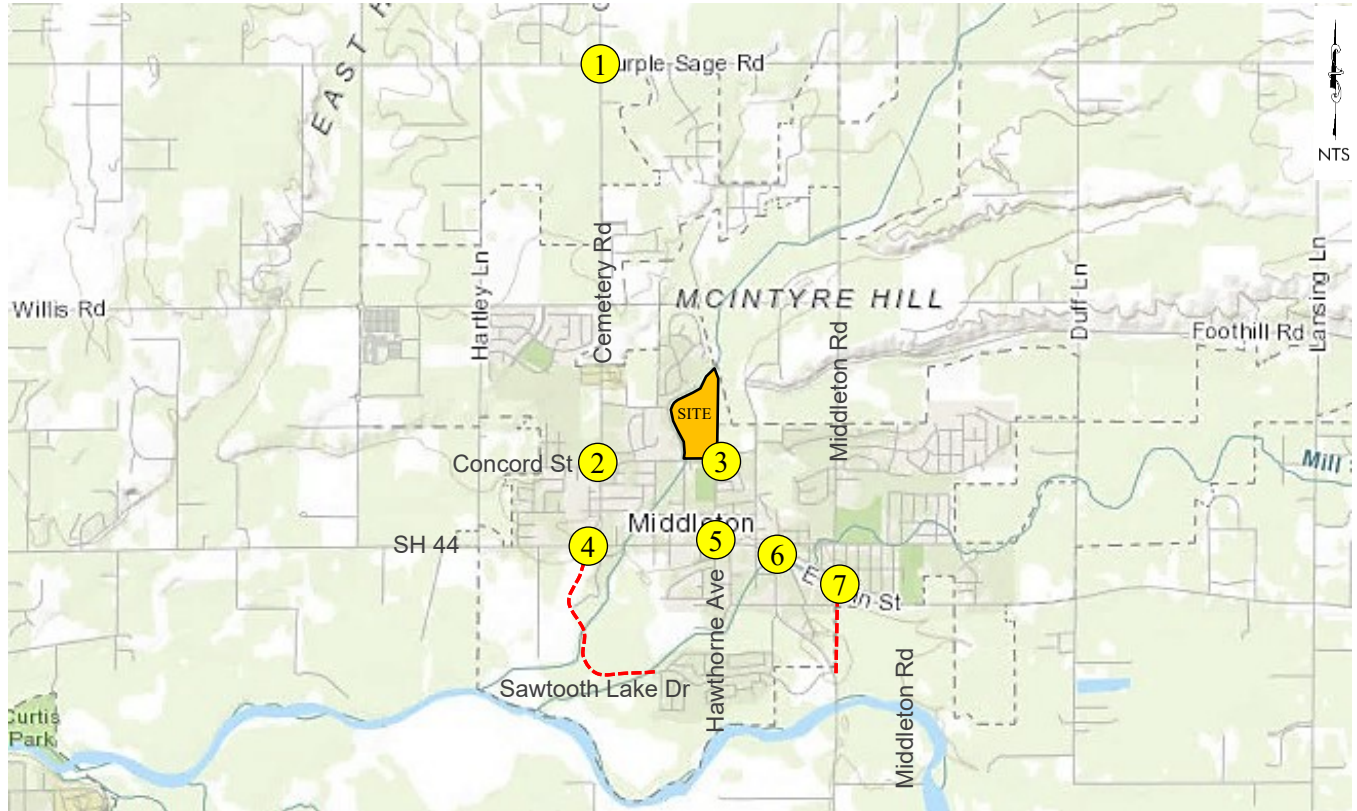 EAST
1
urple Sage Rd
NTS
Hartley Ln
Cemetery Rd
MCINTYRE HILL
Middleton Rd
Duff Ln
Lansing Ln
Willis Rd
Foothill Rd
SITE
Concord St
2
3
Mill
Middleton
SH 44
4
5
6
7
E
n St
Hawthorne Ave
Sawtooth Lake Dr
Middleton Rd
Curtis
Park